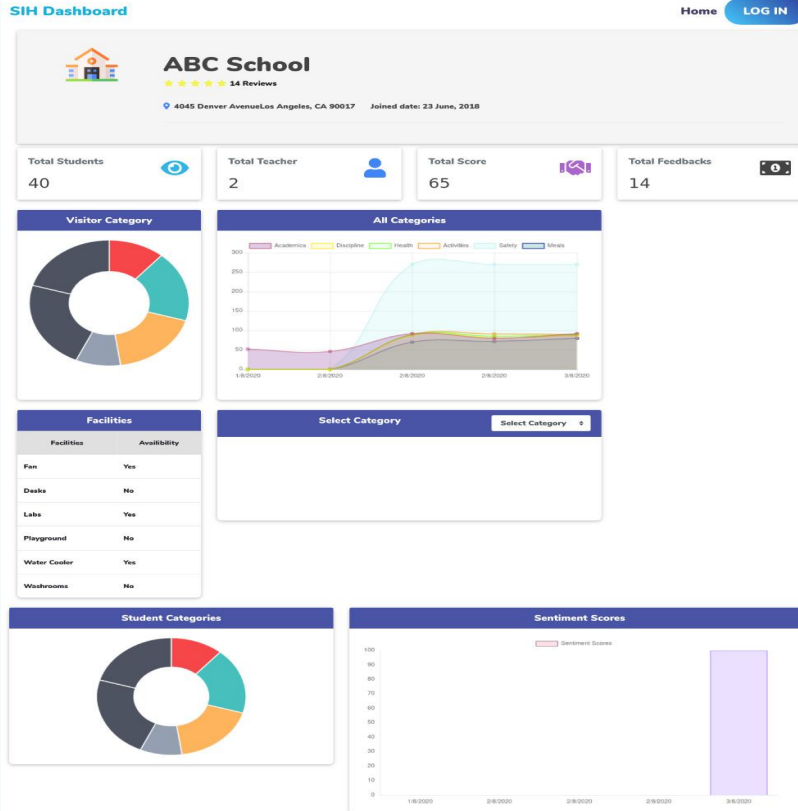 SIH Dashboard
Home
LOG IN
ABC School
14 Reviews
4045 Denver AvenueLos Angeles, CA 90017 Joined date: 23 June, 2018
Total Students
40
Total Teacher
2
Total Score
65
Total Feedbacks
14
Visitor Category
All Categories
Academics Discipline Health Activities Safety Meals
300
250
200
150
100
50
0
1/8/2020 2/8/2020 2/8/2020 2/8/2020 3/8/2020
Facilities
Facilities Availibility
Fan Yes
Desks No
Labs Yes
Playground No
Water Cooler Yes
Washrooms No
Select Category
Select Category
Student Categories
Sentiment Scores
Sentiment Scores
100
90
80
70
60
50
40
30
20
10
0
1/8/2020 2/8/2020 2/8/2020 2/8/2020 3/8/2020